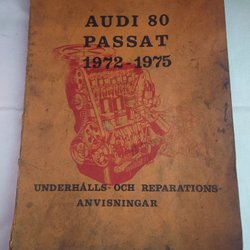 AUDI 80
PASSAT
1972-1975
UNDERHÅLLS- OCH REPARATIONS-
ANVISNINGAR